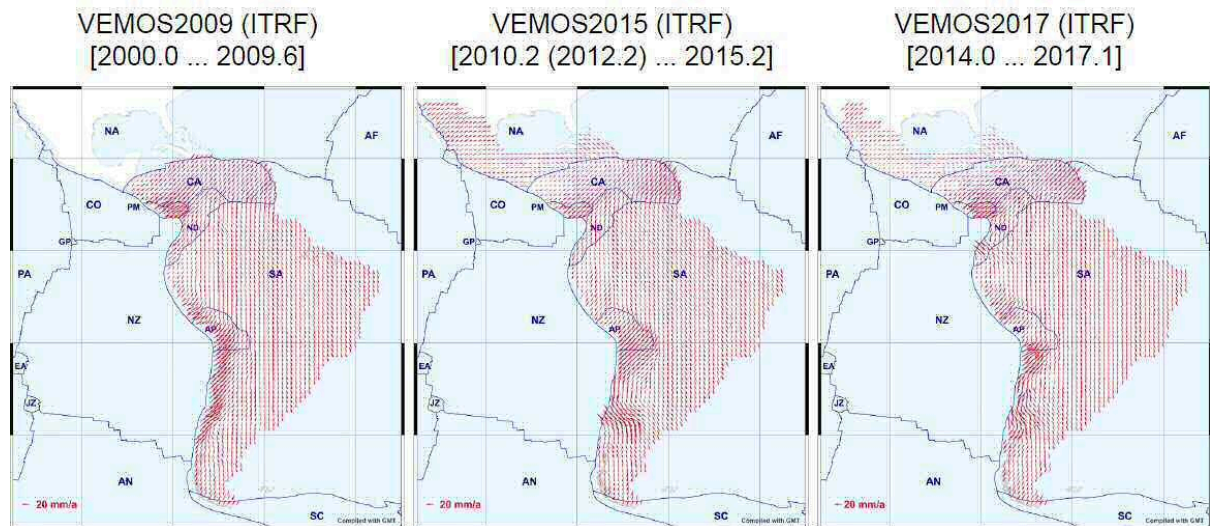 VEMOS2009 (ITRF)
[2000.0 ... 2009.6]
VEMOS2015 (ITRF)
[2010.2 (2012.2) ... 2015.2]
VEMOS2017 (ITRF)
[2014.0 ... 2017.1]
NA
AF
CA
CO
PM
ND
GP
PA
SA
NZ
AP
EA
JZ
AN
20 mm/a
SC
Compiled with GMT
NA
AF
CA
CO
PM
ND
GP
PA
SA
NZ
AP
EA
JZ
AN
20 mm/a
SC
Compiled with GMT
NA
AF
CA
CO
PM
ND
GP
PA
SA
NZ
AP
EA
JZ
AN
20 mm/a
SC
Compiled with GMT